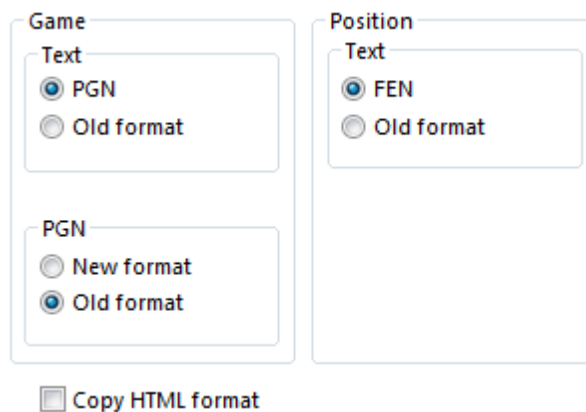 Game
Text
PGN
Old format
PGN
New format
Old format
Position
Text
FEN
Old format
Copy HTML format